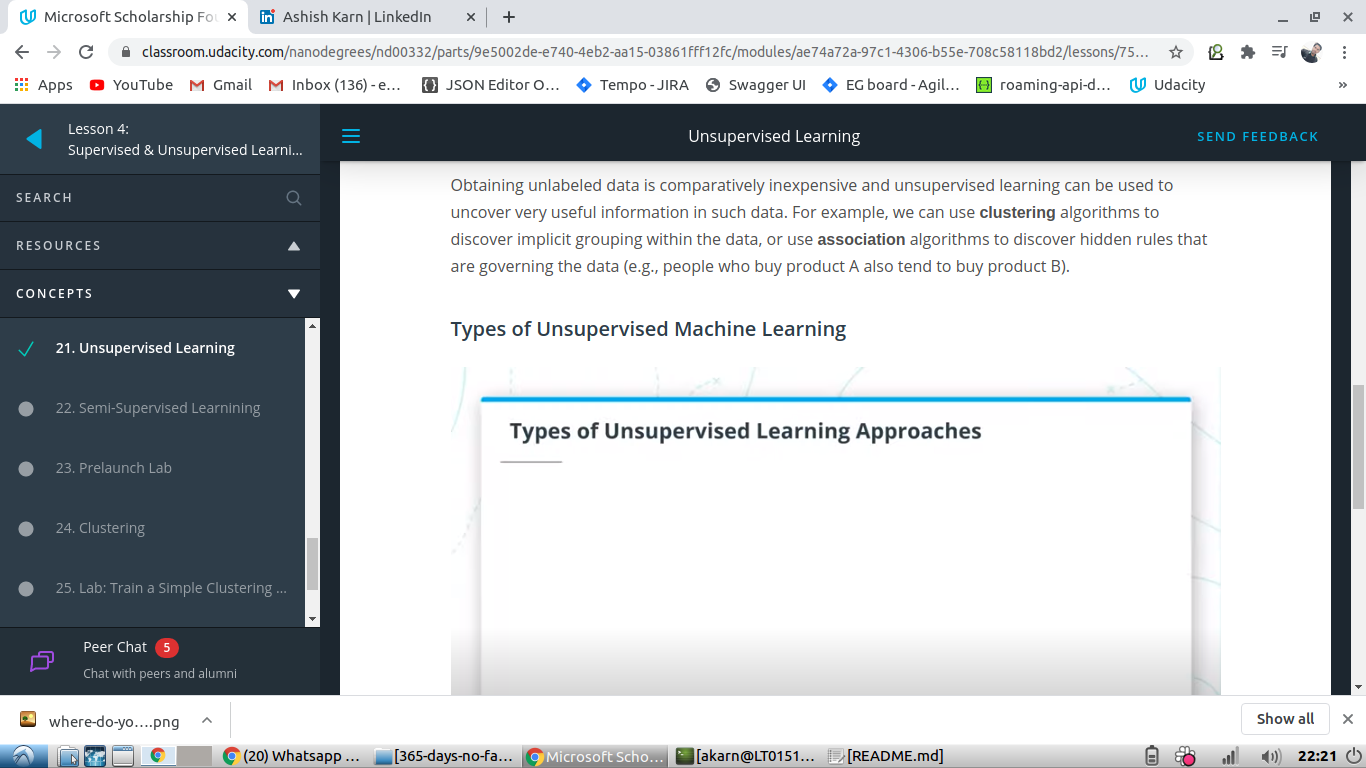 Microsoft Scholarship Fou
Ashish Karn | LinkedIn
classroom.udacity.com/nanodegrees/nd00332/parts/9e5002de-e740-4eb2-aa15-03861fff12fc/modules/ae74a72a-97c1-4306-b55e-708c58118bd2/lessons/75...
Apps
YouTube
Gmail
Inbox (136) - e...
JSON Editor O...
Tempo - JIRA
Swagger UI
EG board - Agil...
roaming-api-d...
Udacity
»
Lesson 4:
Supervised & Unsupervised Learni...
Unsupervised Learning
SEND FEEDBACK
SEARCH
RESOURCES
CONCEPTS
21. Unsupervised Learning
22. Semi-Supervised Learnining
23. Prelaunch Lab
24. Clustering
25. Lab: Train a Simple Clustering ...
Peer Chat 5
Chat with peers and alumni
Obtaining unlabeled data is comparatively inexpensive and unsupervised learning can be used to
uncover very useful information in such data. For example, we can use clustering algorithms to
discover implicit grouping within the data, or use association algorithms to discover hidden rules that
are governing the data (e.g., people who buy product A also tend to buy product B).
Types of Unsupervised Machine Learning
Types of Unsupervised Learning Approaches
where-do-yo....png
Show all
(20) Whatsapp ...
[365-days-no-fa...
Microsoft Scho...
[akarn@LT0151...
[README.md]
22:21